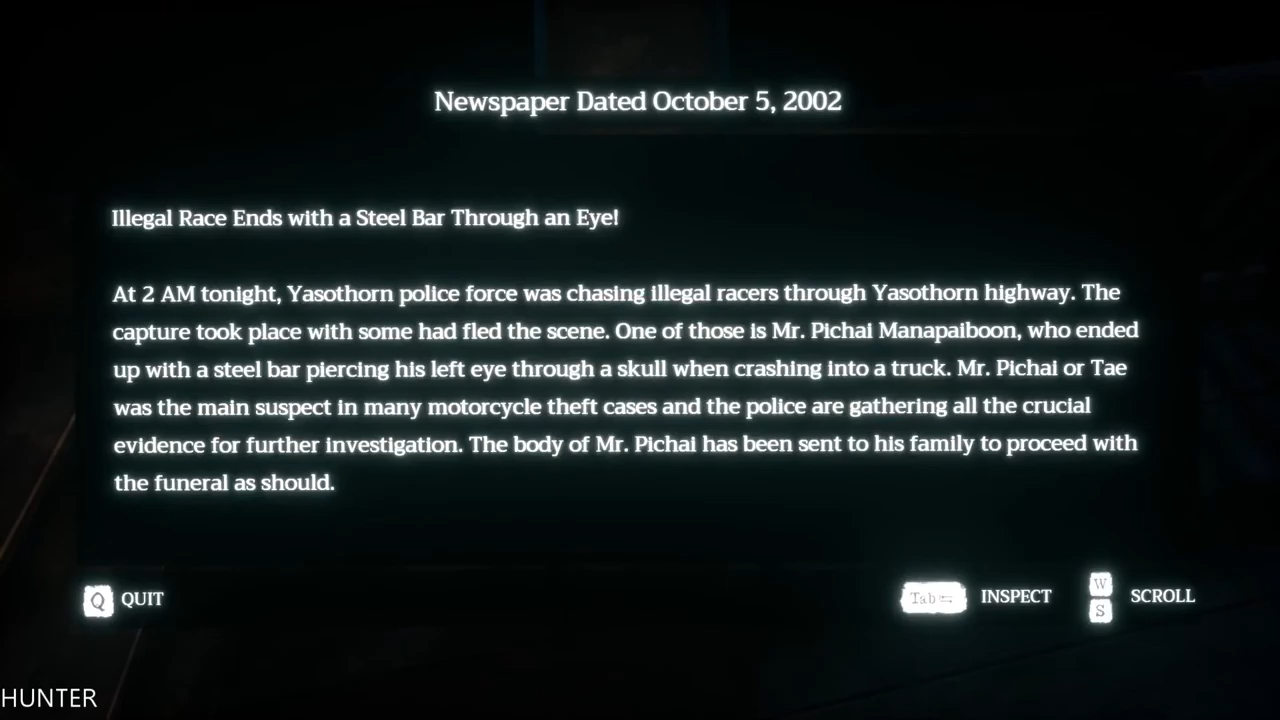 Newspaper Dated October 5, 2002
Illegal Race Ends with a Steel Bar Through an Eye!
At 2 AM tonight, Yasothorn police force was chasing illegal racers through Yasothorn highway. The
capture took place with some had fled the scene. One of those is Mr. Pichai Manapaiboon, who ended
up with a steel bar piercing his left eye through a skull when crashing into a truck. Mr. Pichai or Tae
was the main suspect in many motorcycle theft cases and the police are gathering all the crucial
evidence for further investigation. The body of Mr. Pichai has been sent to his family to proceed with
the funeral as should.
Q QUIT
Tab INSPECT
W
S SCROLL
HUNTER